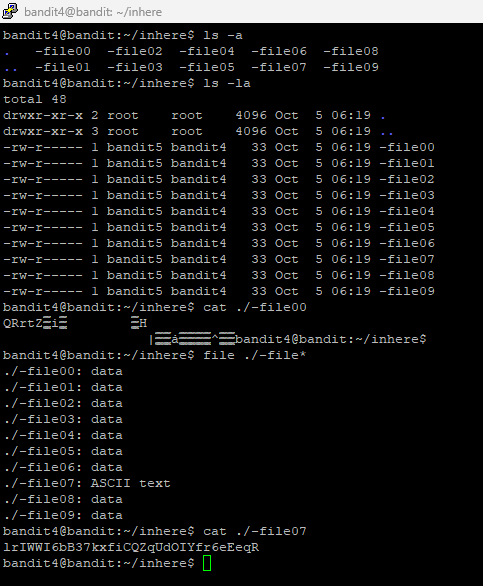 bandit4@bandit:~/inhere$ ls -a
.   -file00  -file02  -file04  -file06  -file08
..  -file01  -file03  -file05  -file07  -file09
bandit4@bandit:~/inhere$ ls -la
total 48
drwxr-xr-x 2 root    root    4096 Oct  5 06:19 .
drwxr-xr-x 3 root    root    4096 Oct  5 06:19 ..
-rw-r----- 1 bandit5 bandit4   33 Oct  5 06:19 -file00
-rw-r----- 1 bandit5 bandit4   33 Oct  5 06:19 -file01
-rw-r----- 1 bandit5 bandit4   33 Oct  5 06:19 -file02
-rw-r----- 1 bandit5 bandit4   33 Oct  5 06:19 -file03
-rw-r----- 1 bandit5 bandit4   33 Oct  5 06:19 -file04
-rw-r----- 1 bandit5 bandit4   33 Oct  5 06:19 -file05
-rw-r----- 1 bandit5 bandit4   33 Oct  5 06:19 -file06
-rw-r----- 1 bandit5 bandit4   33 Oct  5 06:19 -file07
-rw-r----- 1 bandit5 bandit4   33 Oct  5 06:19 -file08
-rw-r----- 1 bandit5 bandit4   33 Oct  5 06:19 -file09
bandit4@bandit:~/inhere$ cat ./-file00
bandit4@bandit:~/inhere$
bandit4@bandit:~/inhere$ file ./-file*
./-file00: data
./-file01: data
./-file02: data
./-file03: data
./-file04: data
./-file05: data
./-file06: data
./-file07: ASCII text
./-file08: data
./-file09: data
bandit4@bandit:~/inhere$ cat ./-file07
lrIWWI6bB37kxfiCQZqUdOIYfr6eEeqR
bandit4@bandit:~/inhere$